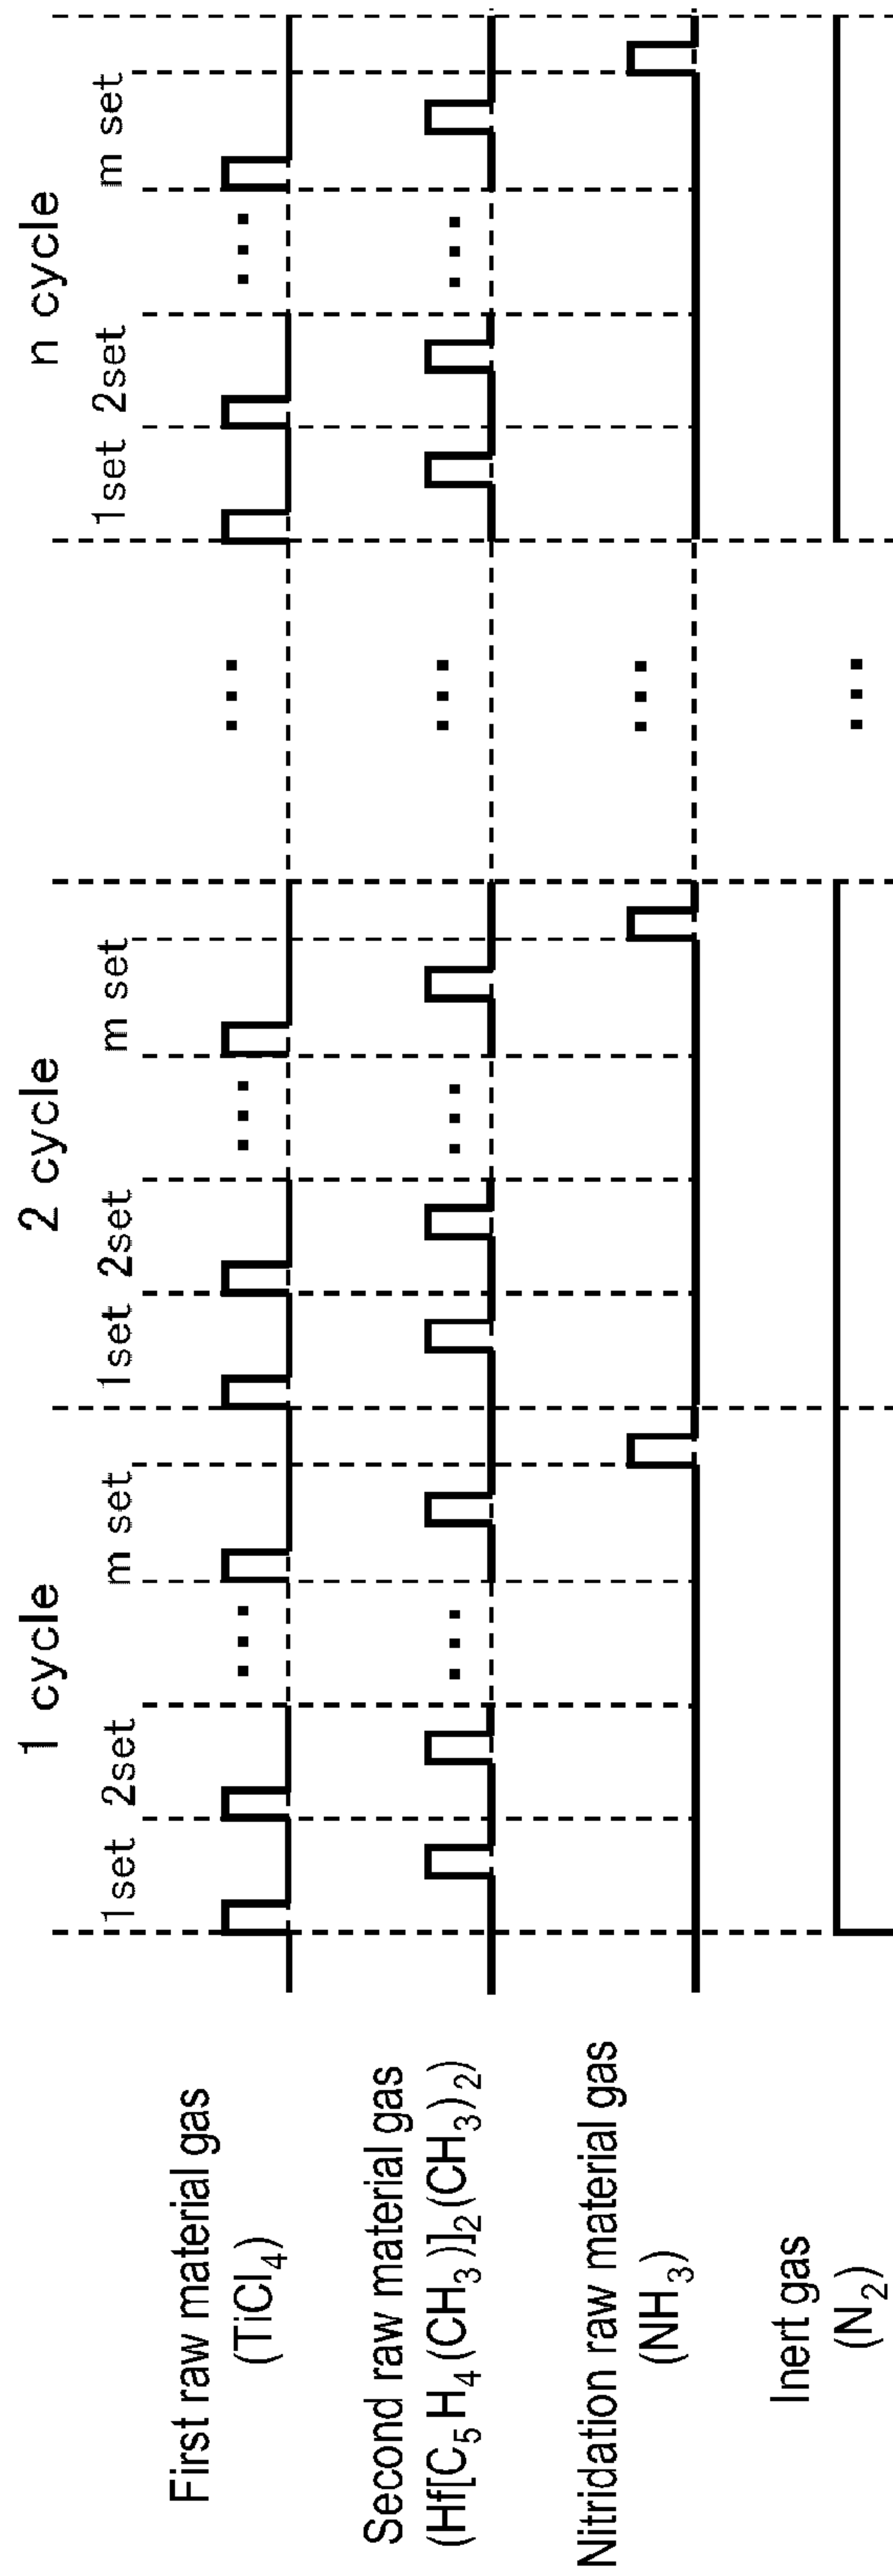 1 cycle
2 cycle
n cycle
1set 2set ... m set
1set 2set ... m set
1set 2set ... m set
...
First raw material gas
(TiCl4)
Second raw material gas
(Hf[C5H4(CH3)]2(CH3)2)
Nitridation raw material gas
(NH3)
Inert gas
(N2)